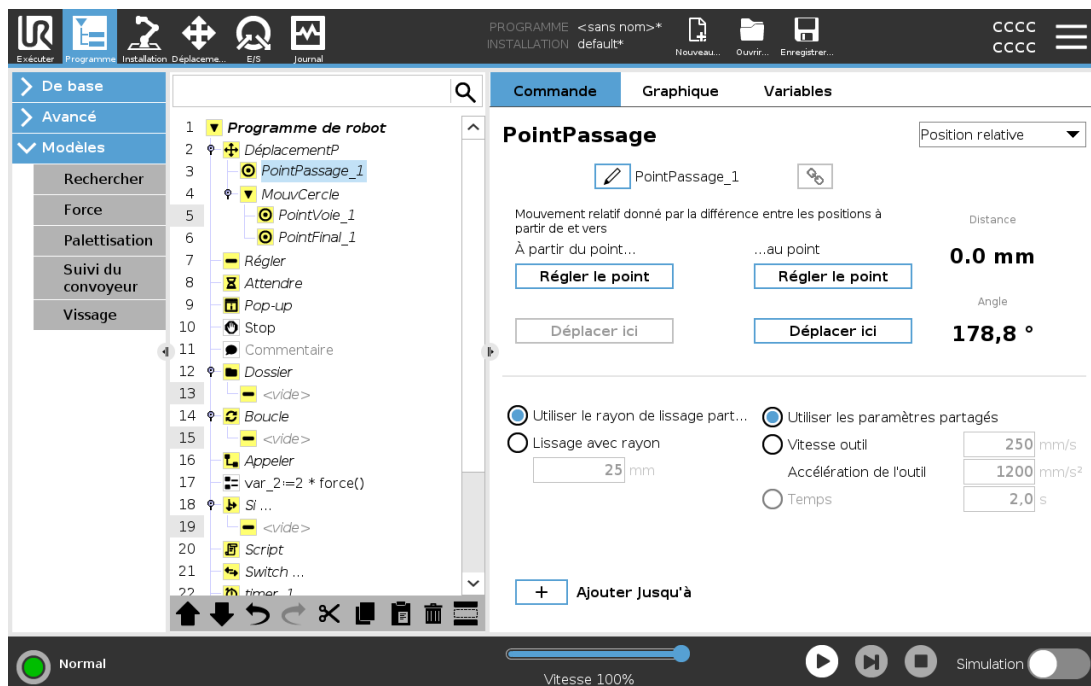 UR
PROGRAMME <sans nom>*
INSTALLATION default*
Nouveau...
Ouvrir...
Enregistrer...
CCCC
CCCC
Exécuter
Programme
Installation
Déplaceme...
E/S
Journal
De base
Avancé
Modèles
Rechercher
Force
Palettisation
Suivi du
convoyeur
Vissage
1 Programme de robot
2 DéplacementP
3 PointPassage_1
4 MouvCercle
5 PointVoie_1
6 PointFinal_1
7 Régler
8 Attendre
9 Pop-up
10 Stop
11 Commentaire
12 Dossier
13 <vide>
14 Boucle
15 <vide>
16 Appeler
17 var_2:=2 * force()
18 Si ...
19 <vide>
20 Script
21 Switch ...
22 timer_1
Commande
Graphique
Variables
PointPassage
Position relative
PointPassage_1
Mouvement relatif donné par la différence entre les positions à
partir de et vers
À partir du point...
...au point
Régler le point
Régler le point
Déplacer ici
Déplacer ici
Distance
0.0 mm
Angle
178,8 °
Utiliser le rayon de lissage part...
Lissage avec rayon
25 mm
Utiliser les paramètres partagés
Vitesse outil 250 mm/s
Accélération de l'outil 1200 mm/s²
Temps 2,0 s
+ Ajouter Jusqu'à
Normal
Vitesse 100%
Simulation